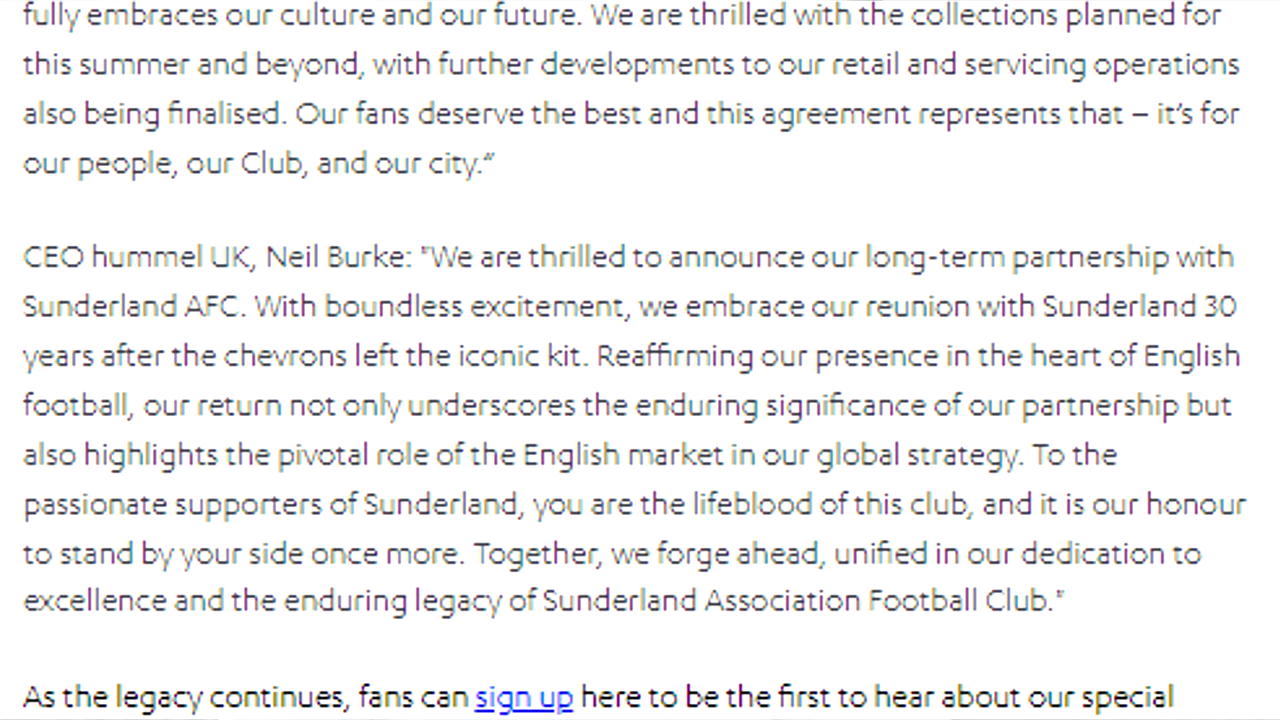 fully embraces our culture and our future. We are thrilled with the collections planned for
this summer and beyond, with further developments to our retail and servicing operations
also being finalised. Our fans deserve the best and this agreement represents that – it’s for
our people, our Club, and our city.“
CEO hummel UK, Neil Burke: "We are thrilled to announce our long-term partnership with
Sunderland AFC. With boundless excitement, we embrace our reunion with Sunderland 30
years after the chevrons left the iconic kit. Reaffirming our presence in the heart of English
football, our return not only underscores the enduring significance of our partnership but
also highlights the pivotal role of the English market in our global strategy. To the
passionate supporters of Sunderland, you are the lifeblood of this club, and it is our honour
to stand by your side once more. Together, we forge ahead, unified in our dedication to
excellence and the enduring legacy of Sunderland Association Football Club."
As the legacy continues, fans can sign up here to be the first to hear about our special